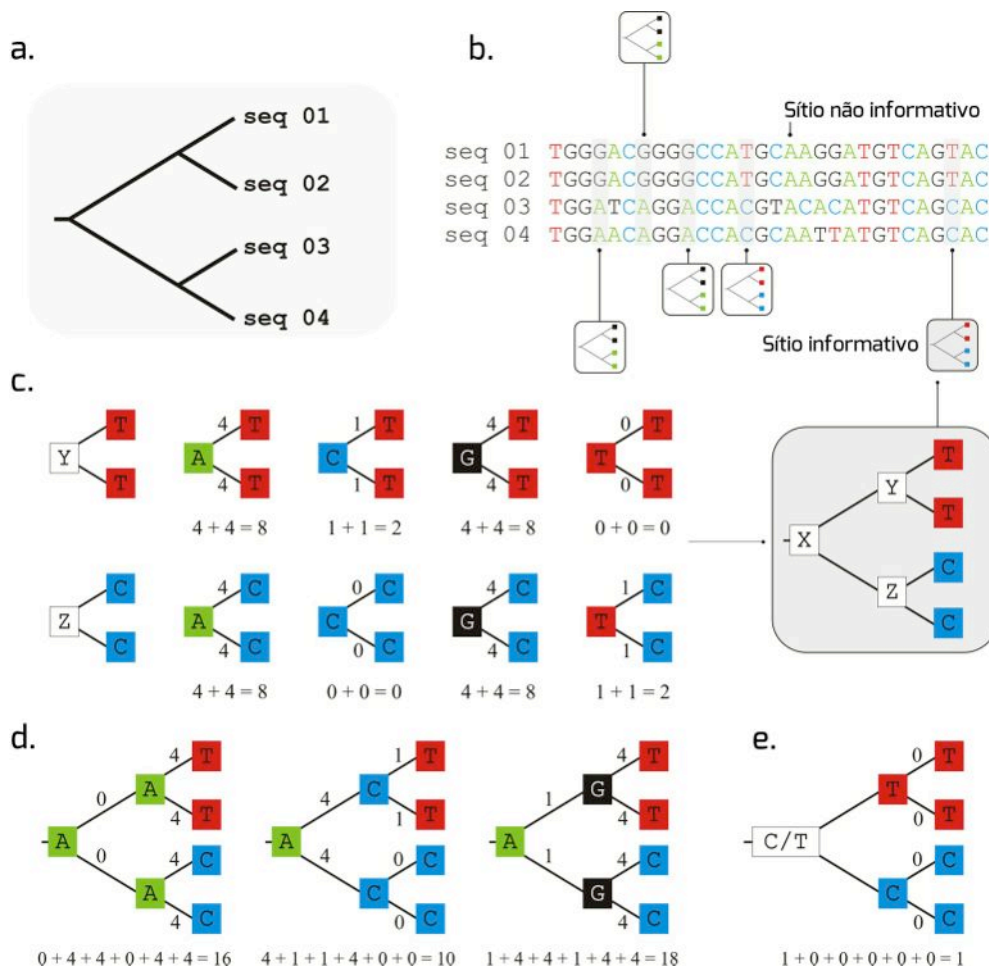 a.
seq 01
seq 02
seq 03
seq 04
b.
Sítio não informativo
seq 01 TGGGACGGGGCCATGCAAGGATGTCAGTAC
seq 02 TGGGACGGGGCCATGCAAGGATGTCAGTAC
seq 03 TGGATCAGGACCACGTACACATGTCAGCAC
seq 04 TGGAACAGGACCACGCAATTATGTCAGCAC
Sítio informativo
c.
T 4 T 1 T 4 T 0 T
Y A C G T
T 4 T 1 T 4 T 0 T
4 + 4 = 8 1 + 1 = 2 4 + 4 = 8 0 + 0 = 0
C 4 C 0 C 4 C 1 C
Z A C G T
C 4 C 0 C 4 C 1 C
4 + 4 = 8 0 + 0 = 0 4 + 4 = 8 1 + 1 = 2
T
Y
T
X
C
Z
C
d.
4 T 1 T 4 T
0 A 4 C 1 G
4 T 1 T 4 T
A A A
0 4 C 4 0 C 1 4 C
A C G
4 C 0 C 4 C
0 + 4 + 4 + 0 + 4 + 4 = 16 4 + 1 + 1 + 4 + 0 + 0 = 10 1 + 4 + 4 + 1 + 4 + 4 = 18
e.
0 T
T
0 T
C/T
0 C
C
0 C
1 + 0 + 0 + 0 + 0 + 0 = 1